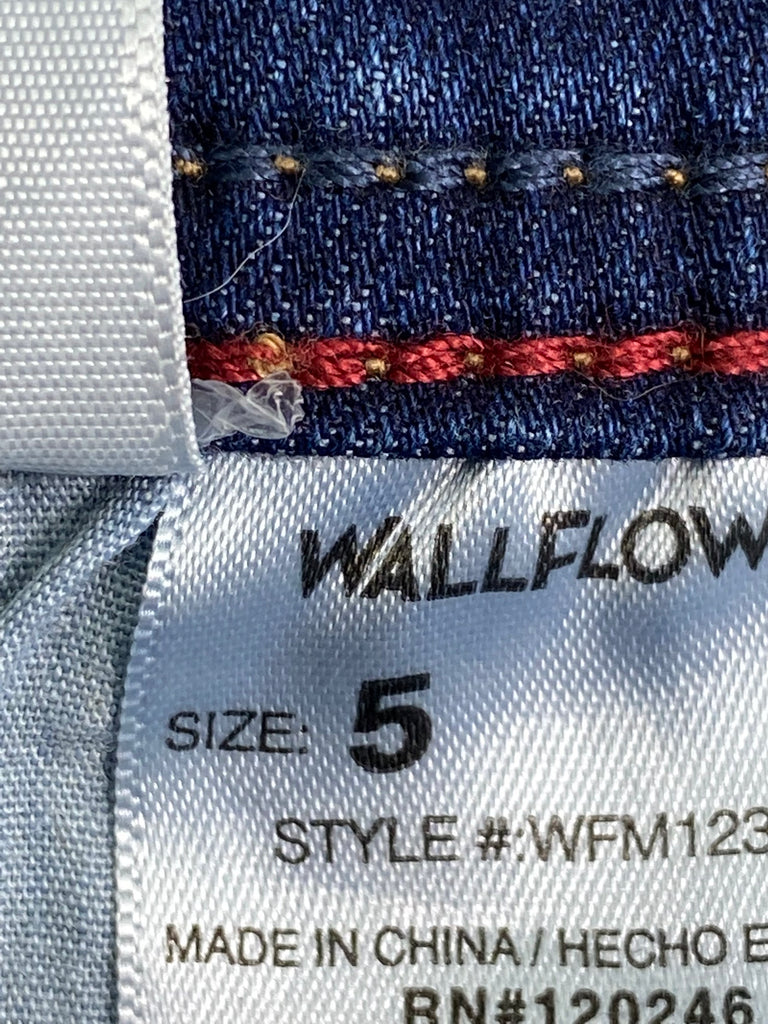 WALLFLOW
SIZE: 5
STYLE #:WFM123
MADE IN CHINA / HECHO E
RN#120246